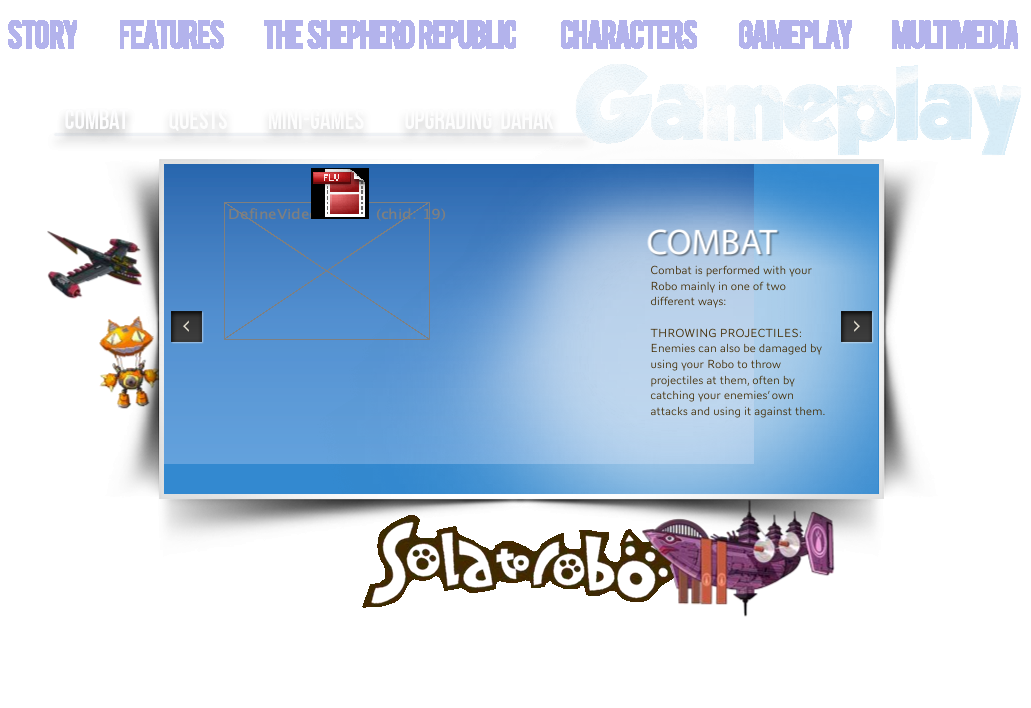 STORY FEATURES THE SHEPHERD REPUBLIC CHARACTERS GAMEPLAY MULTIMEDIA
Gameplay
COMBAT QUESTS MINI-GAMES UPGRADING DAHAK
FLV
(chid: 19)
COMBAT
Combat is performed with your
Robo mainly in one of two
different ways:
THROWING PROJECTILES:
Enemies can also be damaged by
using your Robo to throw
projectiles at them, often by
catching your enemies' own
attacks and using it against them.
Solatorobo